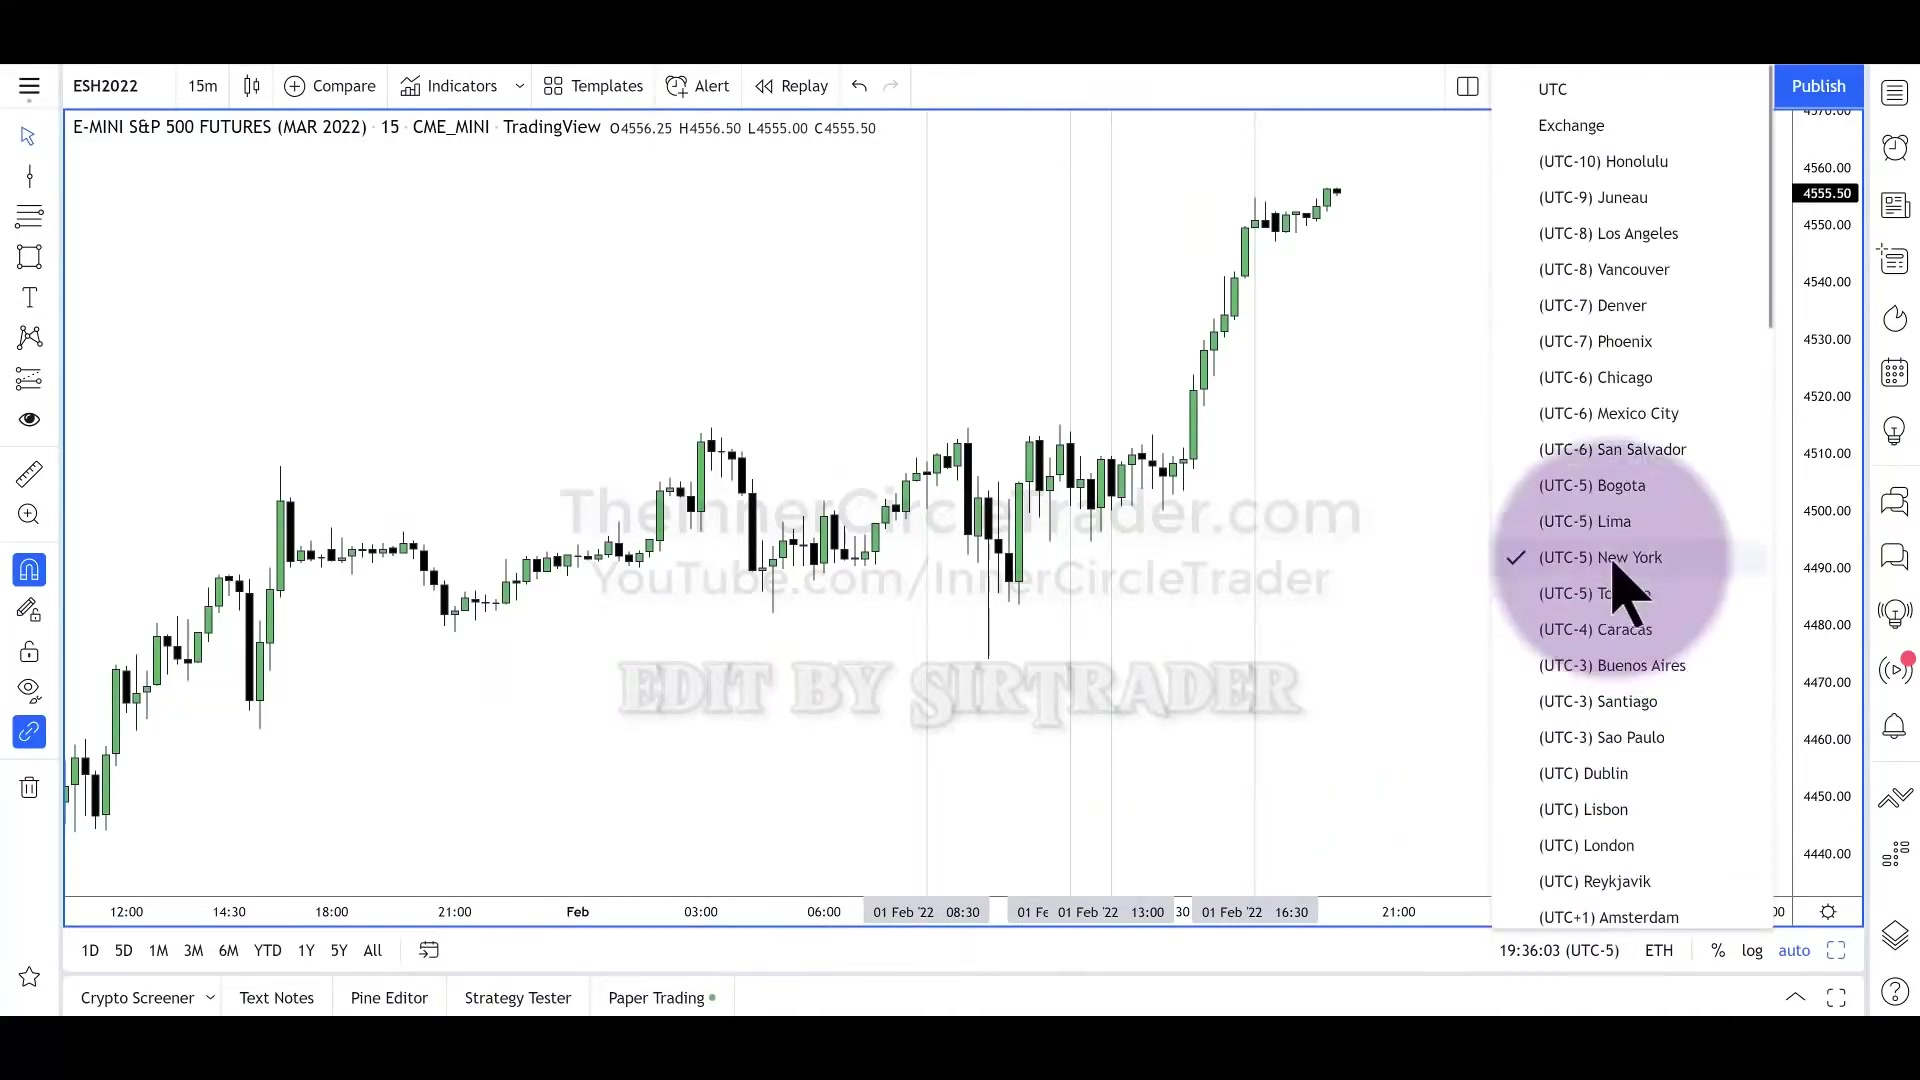 ESH2022 15m Compare Indicators Templates Alert Replay Publish
E-MINI S&P 500 FUTURES (MAR 2022) · 15 · CME_MINI · TradingView O4556.25 H4556.50 L4555.00 C4555.50
UTC
Exchange
(UTC-10) Honolulu
(UTC-9) Juneau
(UTC-8) Los Angeles
(UTC-8) Vancouver
(UTC-7) Denver
(UTC-7) Phoenix
(UTC-6) Chicago
(UTC-6) Mexico City
(UTC-6) San Salvador
(UTC-5) Bogota
(UTC-5) Lima
(UTC-5) New York
(UTC-5)
(UTC-4) Caracas
(UTC-3) Buenos Aires
(UTC-3) Santiago
(UTC-3) Sao Paulo
(UTC) Dublin
(UTC) Lisbon
(UTC) London
(UTC) Reykjavik
(UTC+1) Amsterdam
4570.00
4560.00
4555.50
4550.00
4540.00
4530.00
4520.00
4510.00
4500.00
4490.00
4480.00
4470.00
4460.00
4450.00
4440.00
TheInnerCircleTrader.com
YouTube.com/InnerCircleTrader
EDIT BY SIRTRADER
12:00 14:30 18:00 21:00 Feb 03:00 06:00 01 Feb '22 08:30 01 Fe 01 Feb '22 13:00 30 01 Feb '22 16:30 21:00 00
1D 5D 1M 3M 6M YTD 1Y 5Y All 19:36:03 (UTC-5) ETH % log auto
Crypto Screener Text Notes Pine Editor Strategy Tester Paper Trading